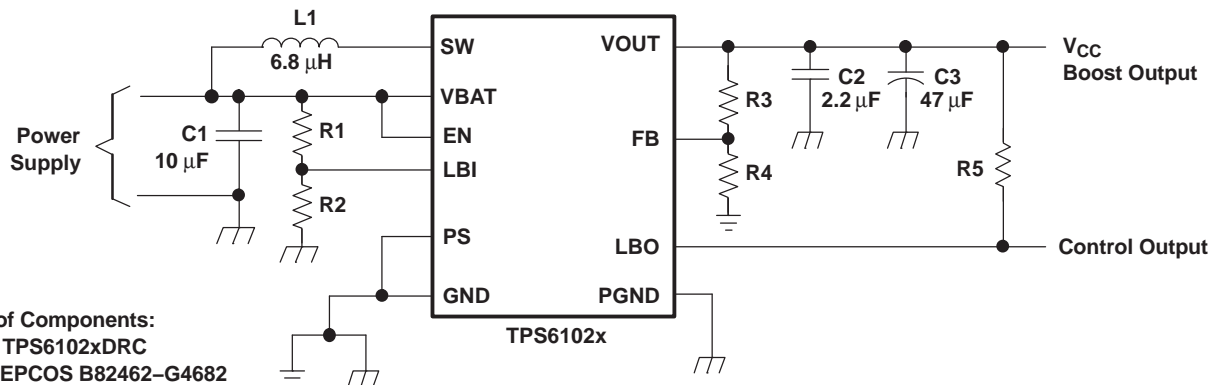 L1
6.8 µH
SW
VOUT
VCC
Boost Output
C2
2.2 µF
C3
47 µF
VBAT
R3
Power
Supply
C1
10 µF
R1
EN
FB
LBI
R4
R5
R2
PS
LBO
Control Output
GND
PGND
TPS6102x
of Components:
TPS6102xDRC
EPCOS B82462–G4682